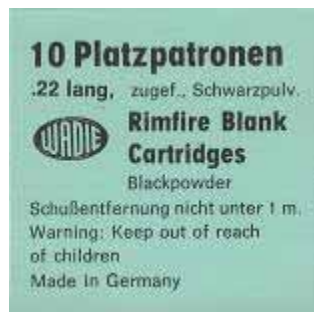 10 Platzpatronen
.22 lang, zugef., Schwarzpulv.
WADIE
Rimfire Blank
Cartridges
Blackpowder
Schußentfernung nicht unter 1 m.
Warning: Keep out of reach
of children
Made In Germany